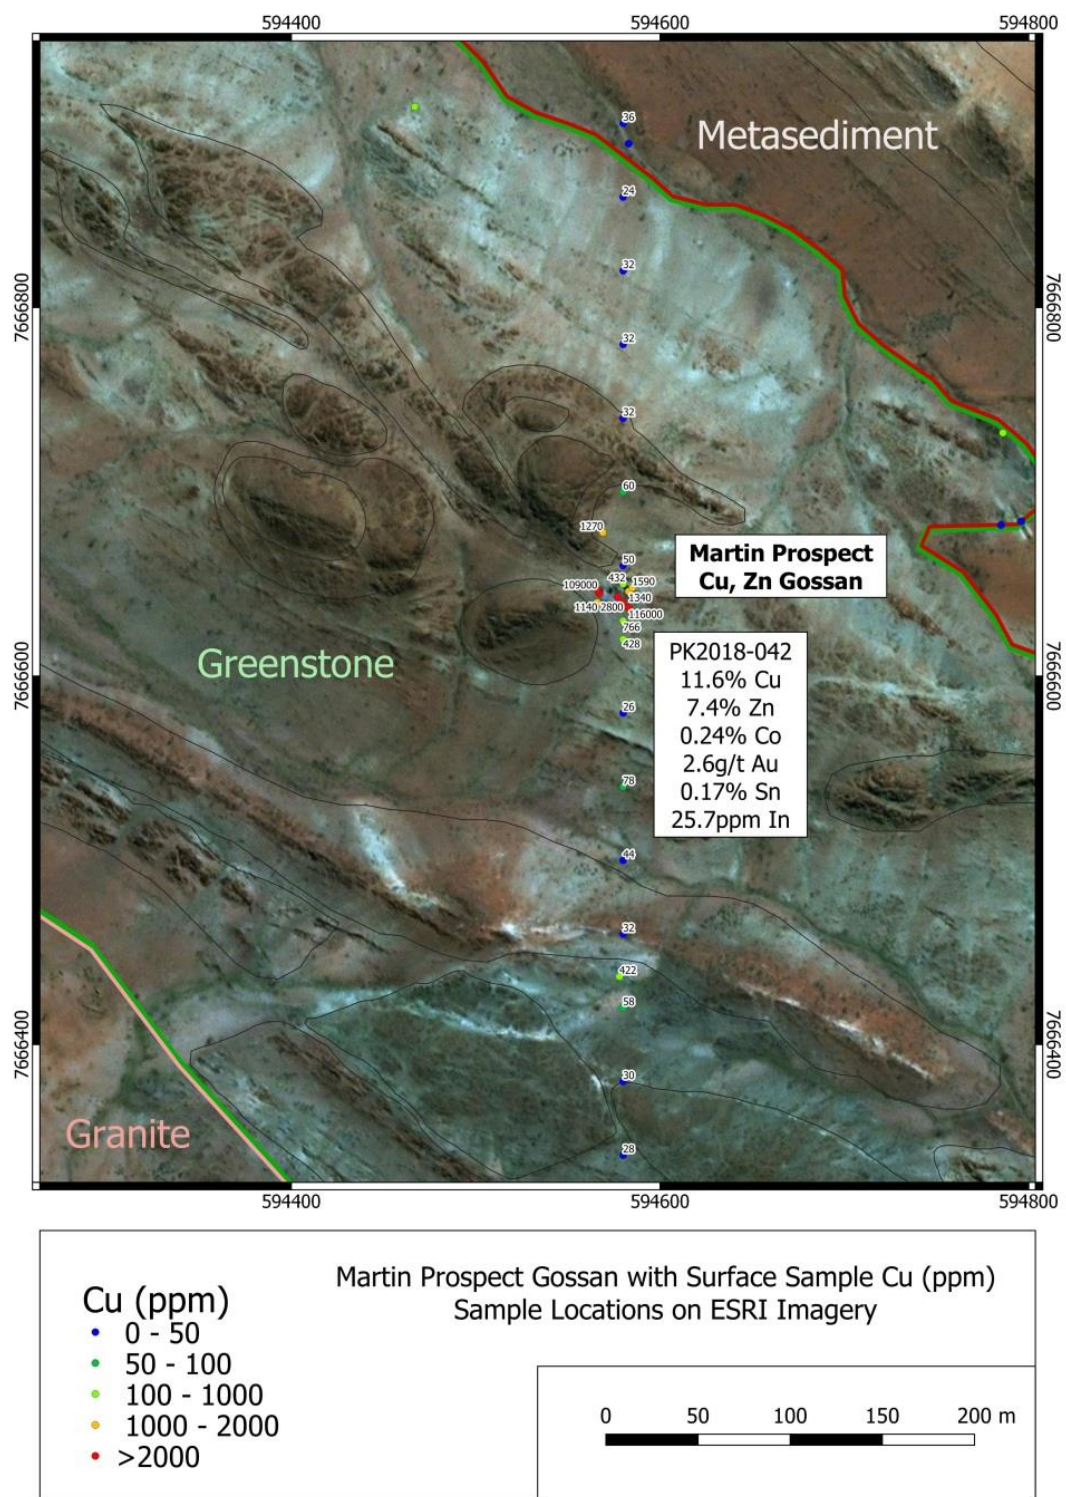 594400
594600
594800
36
Metasediment
24
32
7666800
7666800
32
32
60
1270
50
Martin Prospect
Cu, Zn Gossan
432
1590
109000
1340
1140
2800
116000
766
428
Greenstone
PK2018-042
11.6% Cu
7.4% Zn
0.24% Co
2.6g/t Au
0.17% Sn
25.7ppm In
7666600
7666600
26
78
44
32
422
58
7666400
7666400
30
Granite
28
594400
594600
594800
Martin Prospect Gossan with Surface Sample Cu (ppm)
Sample Locations on ESRI Imagery
Cu (ppm)
0 - 50
50 - 100
100 - 1000
1000 - 2000
>2000
0 50 100 150 200 m